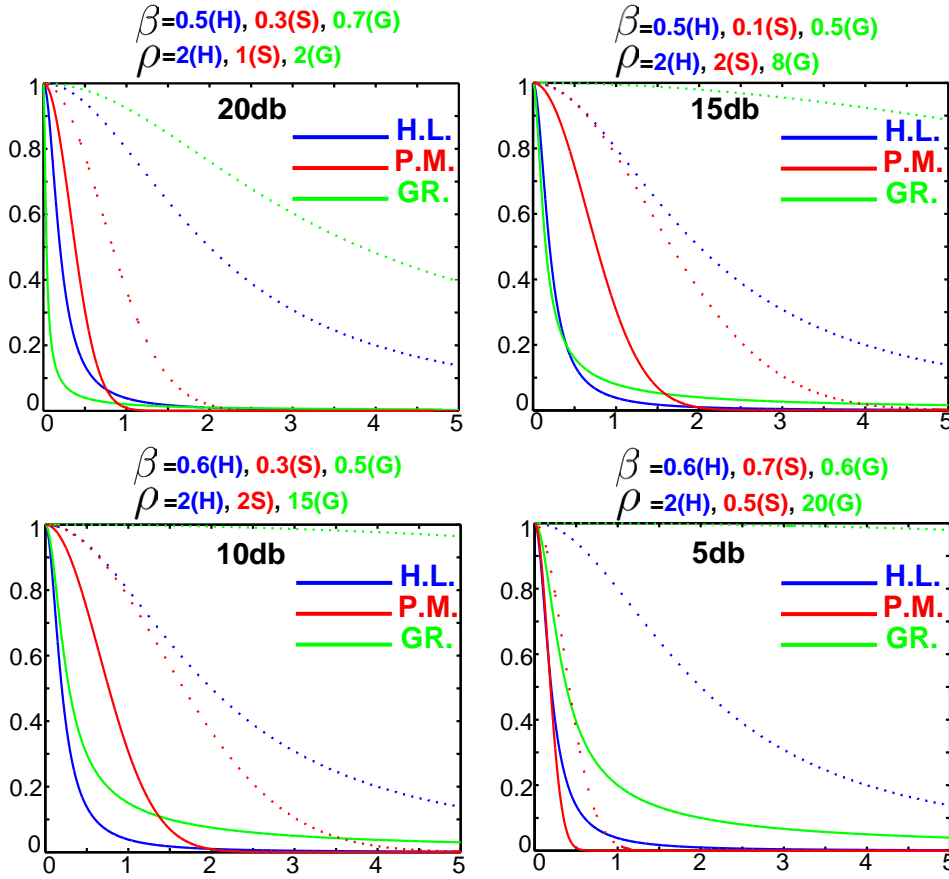 β=0.5(H), 0.3(S), 0.7(G)
ρ=2(H), 1(S), 2(G)
20db
H.L.
P.M.
GR.
1
0.8
0.6
0.4
0.2
0
0 1 2 3 4 5
β=0.5(H), 0.1(S), 0.5(G)
ρ=2(H), 2(S), 8(G)
15db
H.L.
P.M.
GR.
1
0.8
0.6
0.4
0.2
0
0 1 2 3 4 5
β=0.6(H), 0.3(S), 0.5(G)
ρ=2(H), 2S), 15(G)
10db
H.L.
P.M.
GR.
1
0.8
0.6
0.4
0.2
0
0 1 2 3 4 5
β=0.6(H), 0.7(S), 0.6(G)
ρ=2(H), 0.5(S), 20(G)
5db
H.L.
P.M.
GR.
1
0.8
0.6
0.4
0.2
0
0 1 2 3 4 5